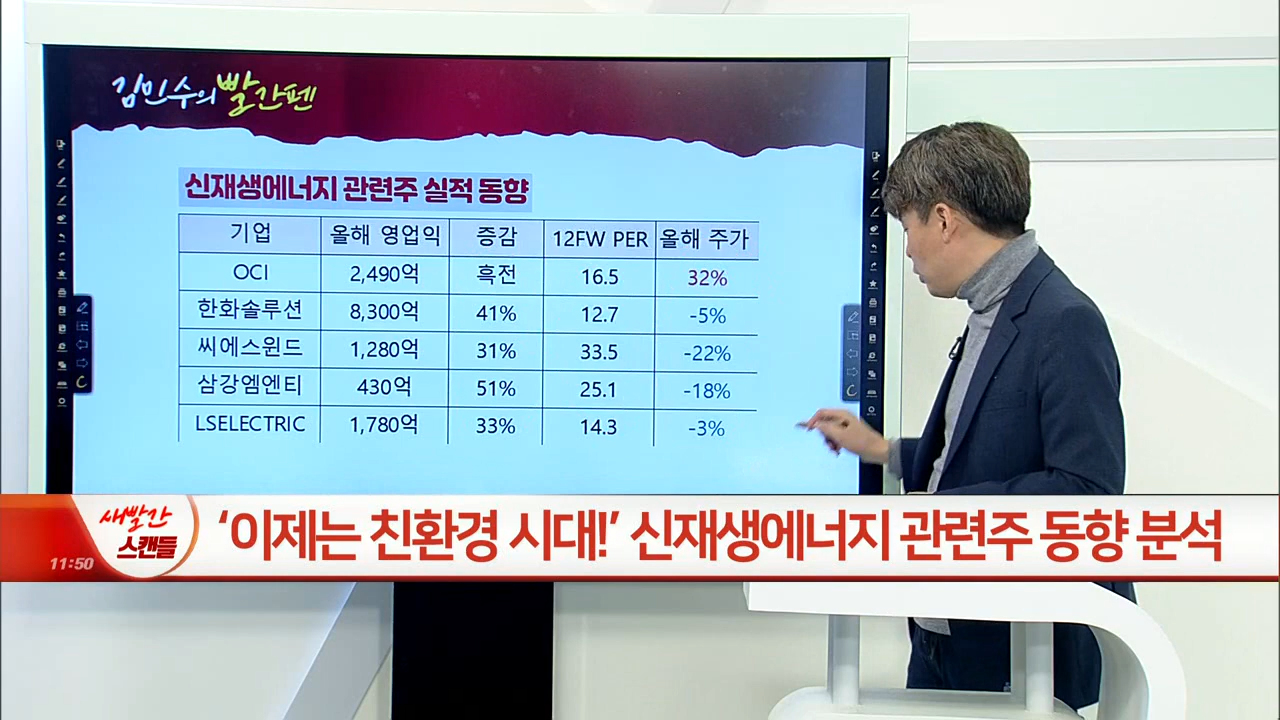 김민수의 빨간펜
신재생에너지 관련주 실적 동향
기업 올해 영업익 증감 12FW PER 올해 주가
OCI 2,490억 흑전 16.5 32%
한화솔루션 8,300억 41% 12.7 -5%
씨에스윈드 1,280억 31% 33.5 -22%
삼강엠엔티 430억 51% 25.1 -18%
LSELECTRIC 1,780억 33% 14.3 -3%
새빨간
스캔들
11:50
‘이제는 친환경 시대!’ 신재생에너지 관련주 동향 분석